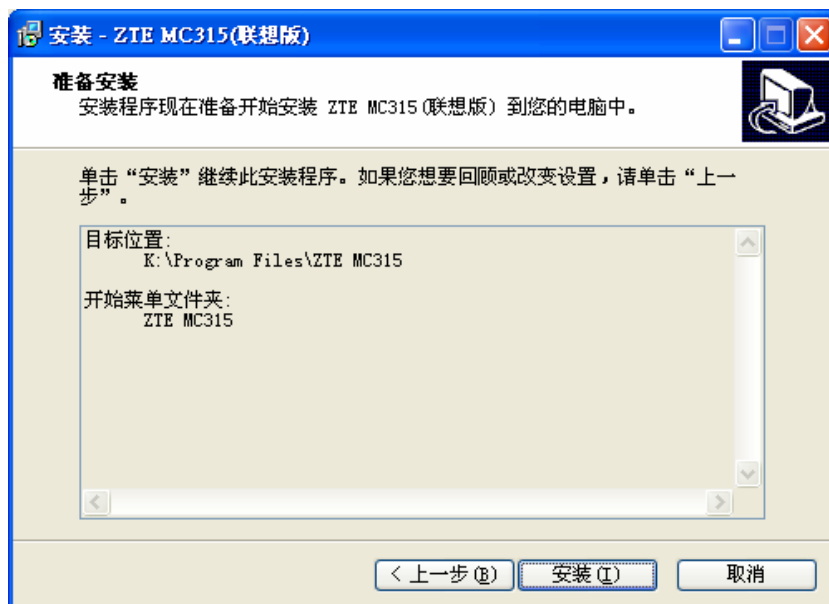 安装 - ZTE MC315(联想版)
准备安装
安装程序现在准备开始安装 ZTE MC315(联想版) 到您的电脑中。
单击“安装”继续此安装程序。如果您想要回顾或改变设置，请单击“上一
步”。
目标位置:
K:\Program Files\ZTE MC315
开始菜单文件夹:
ZTE MC315
< 上一步(B)
安装(I)
取消